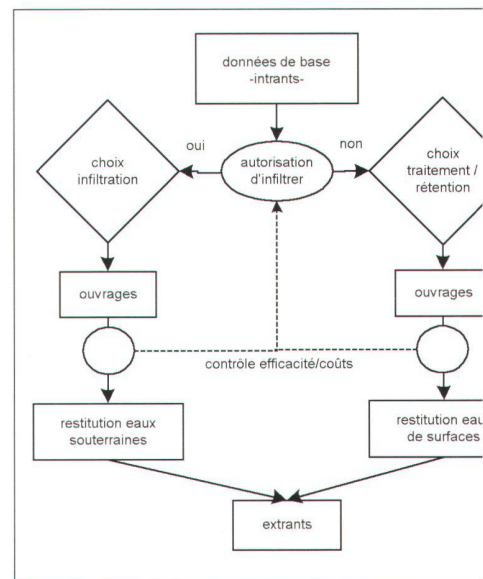 données de base
-intrants-
oui
autorisation
d'infiltrer
non
choix
infiltration
choix
traitement /
rétention
ouvrages
ouvrages
contrôle efficacité/coûts
restitution eaux
souterraines
restitution eau
de surfaces
extrants